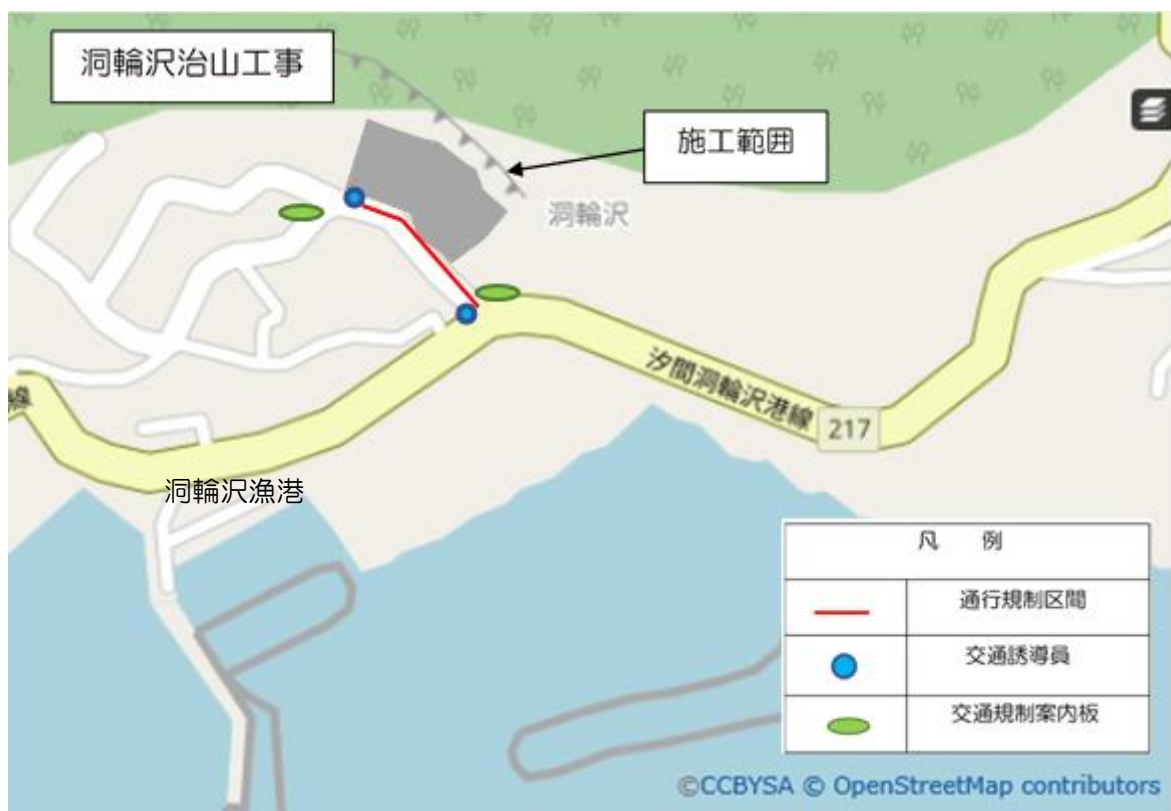 洞輪沢治山工事
施工範囲
洞輪沢
汐間洞輪沢港線
217
線
洞輪沢漁港
凡 例
通行規制区間
交通誘導員
交通規制案内板
©CCBYSA © OpenStreetMap contributors